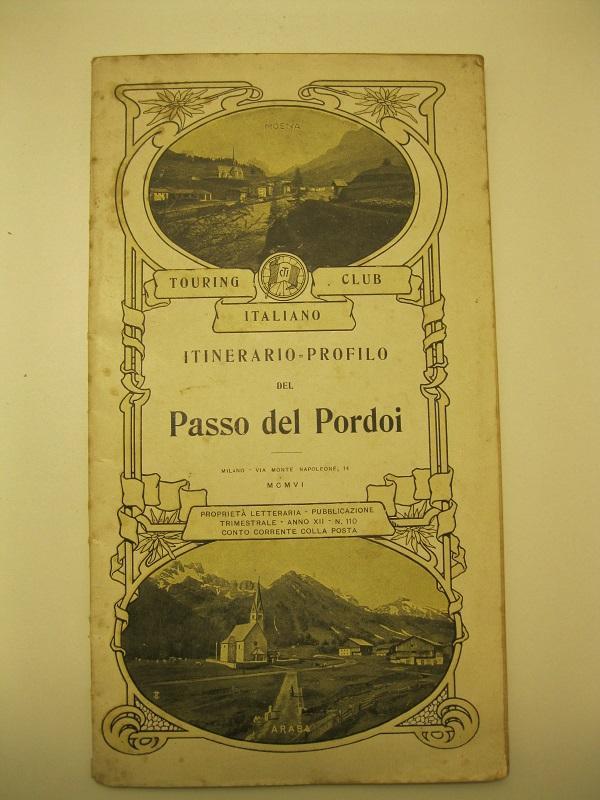 MOENA
TOURING CLUB
CTI
ITALIANO
ITINERARIO-PROFILO
DEL
Passo del Pordoi
MILANO - VIA MONTE NAPOLEONE, 14
MCMVI
PROPRIETÀ LETTERARIA - PUBBLICAZIONE
TRIMESTRALE - ANNO XII - N. 110
CONTO CORRENTE COLLA POSTA
ARABA